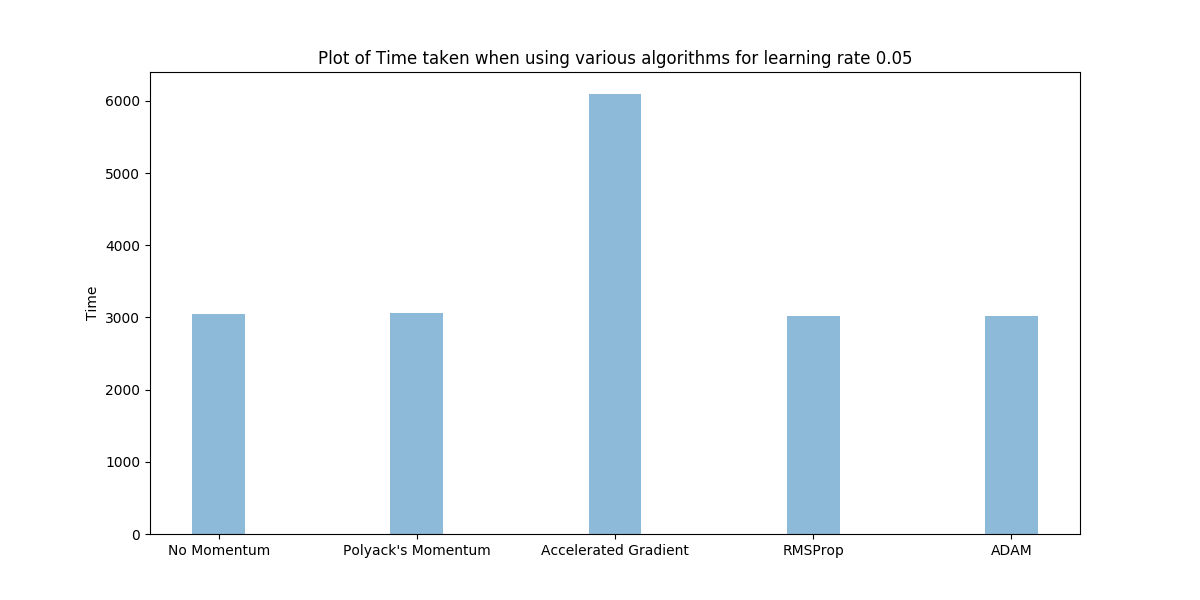 Plot of Time taken when using various algorithms for learning rate 0.05
6000
5000
4000
3000
2000
1000
0
Time
No Momentum
Polyack's Momentum
Accelerated Gradient
RMSProp
ADAM